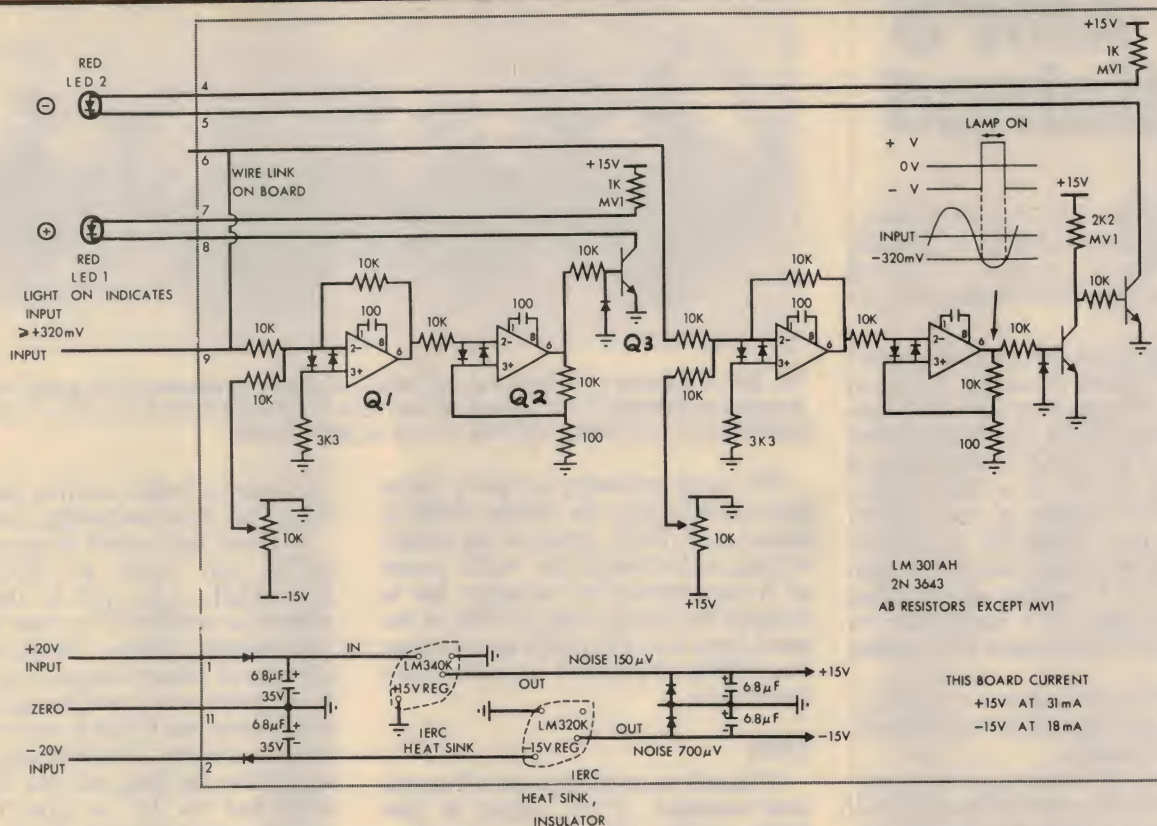 +15V
1K
MV1
RED
LED 2
⊖
4
5
6
WIRE LINK
ON BOARD
+15V
1K
MV1
LAMP ON
+ V
0V
- V
INPUT
-320mV
+15V
2K2
MV1
⊕
7
8
RED
LED 1
LIGHT ON INDICATES
INPUT
⩾ +320mV
INPUT
9
10K
10K
10K
100
1
8
2-
3+
6
Q1
3K3
10K
100
1
8
2-
3+
6
Q2
10K
10K
100
Q3
10K
10K
10K
100
1
8
2-
3+
6
3K3
10K
100
1
8
2-
3+
6
10K
10K
100
10K
10K
-15V
10K
+15V
LM 301 AH
2N 3643
AB RESISTORS EXCEPT MV1
+20V
INPUT
1
IN
6.8µF
+
35V
-
ZERO
11
6.8µF
+
35V
-
-20V
INPUT
2
LM340K
+15V REG
IERC
HEAT SINK
OUT
NOISE 150µV
LM320K
-15V REG
OUT
NOISE 700µV
IERC
HEAT SINK,
INSULATOR
+
6.8µF
-
+
6.8µF
-
+15V
-15V
THIS BOARD CURRENT
+15V AT 31mA
-15V AT 18mA